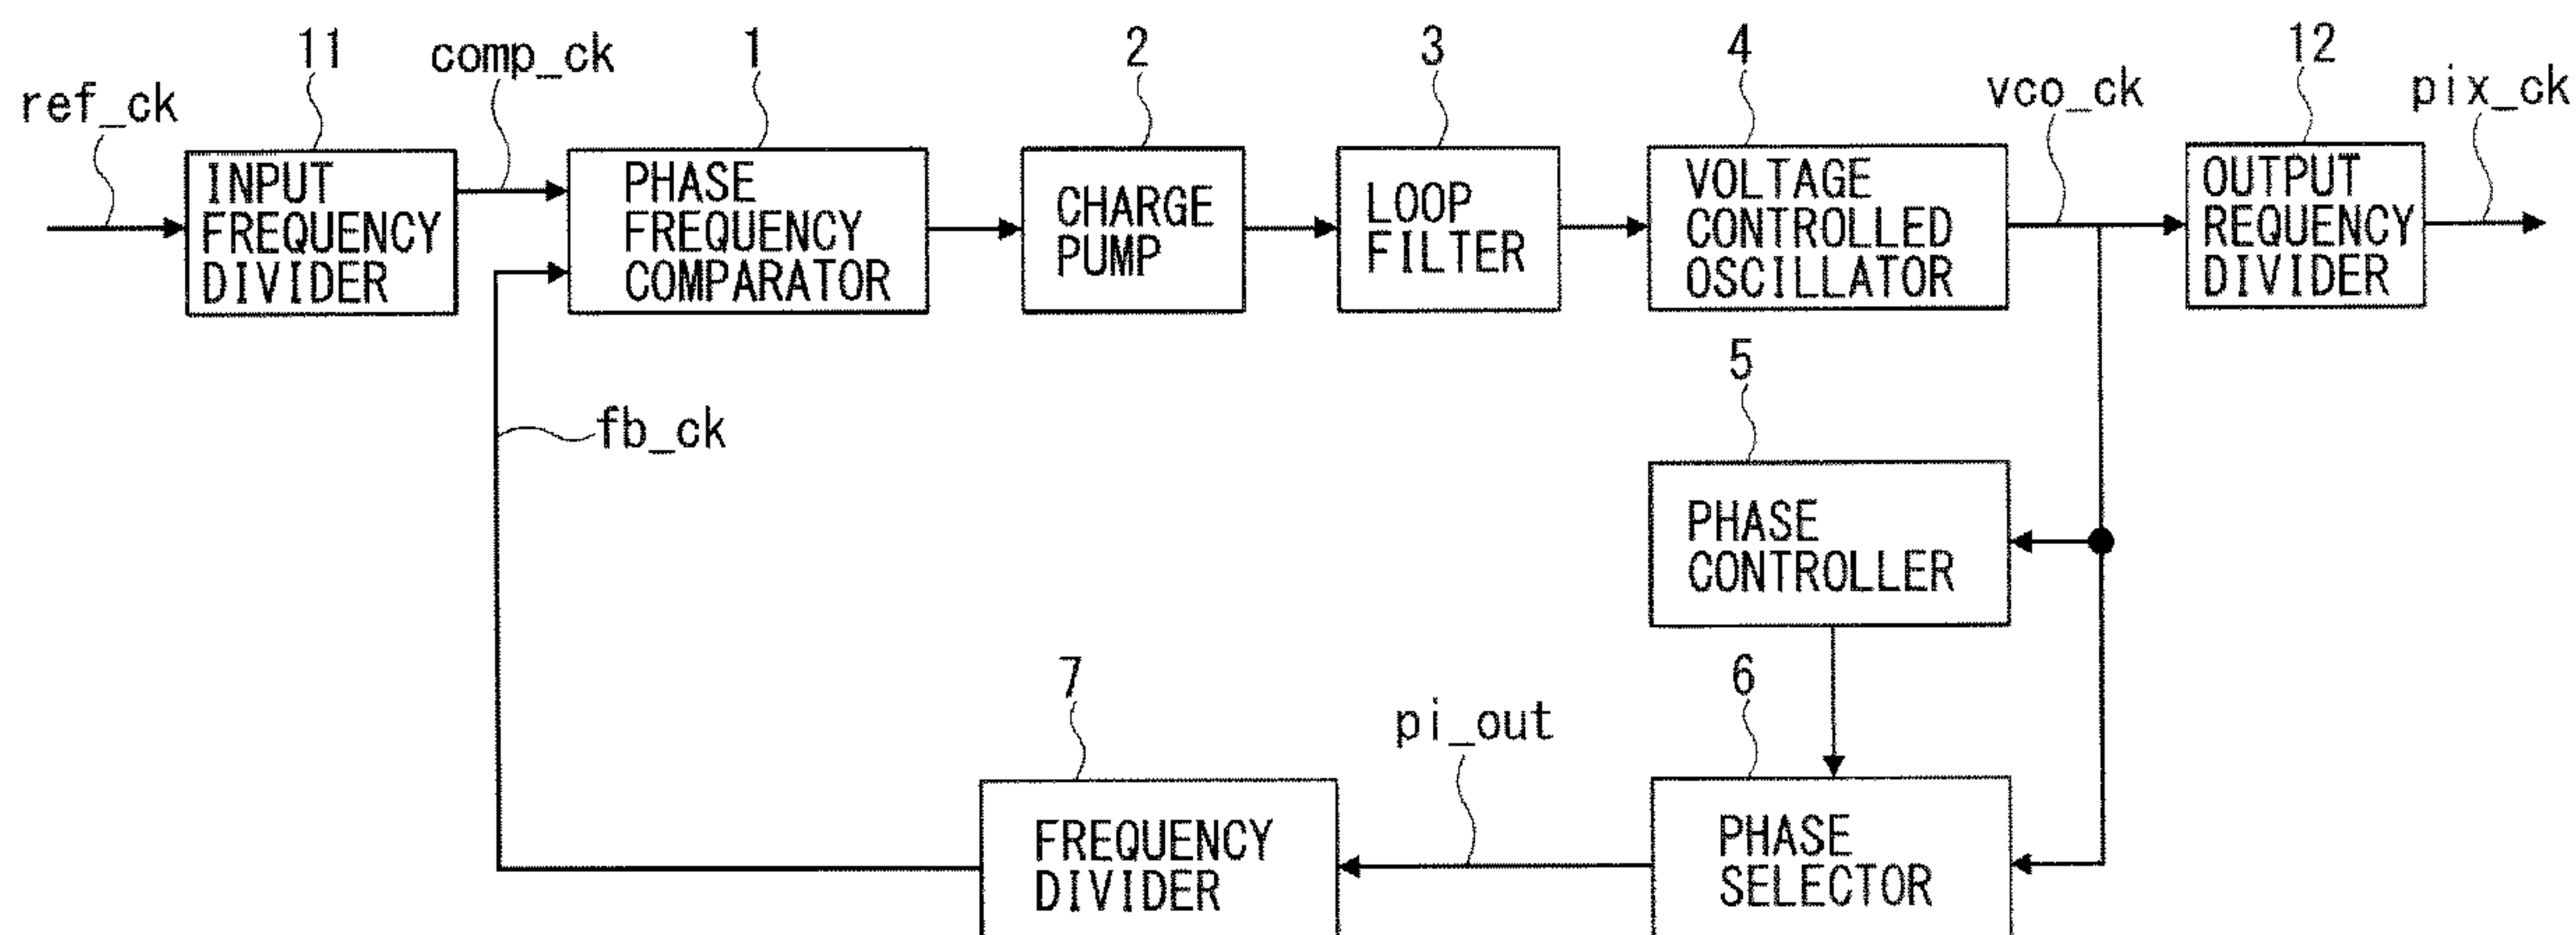 11
comp_ck
1
2
3
4
12
ref_ck
vco_ck
pix_ck
INPUT
FREQUENCY
DIVIDER
PHASE
FREQUENCY
COMPARATOR
CHARGE
PUMP
LOOP
FILTER
VOLTAGE
CONTROLLED
OSCILLATOR
OUTPUT
REQUENCY
DIVIDER
fb_ck
5
PHASE
CONTROLLER
7
pi_out
6
FREQUENCY
DIVIDER
PHASE
SELECTOR